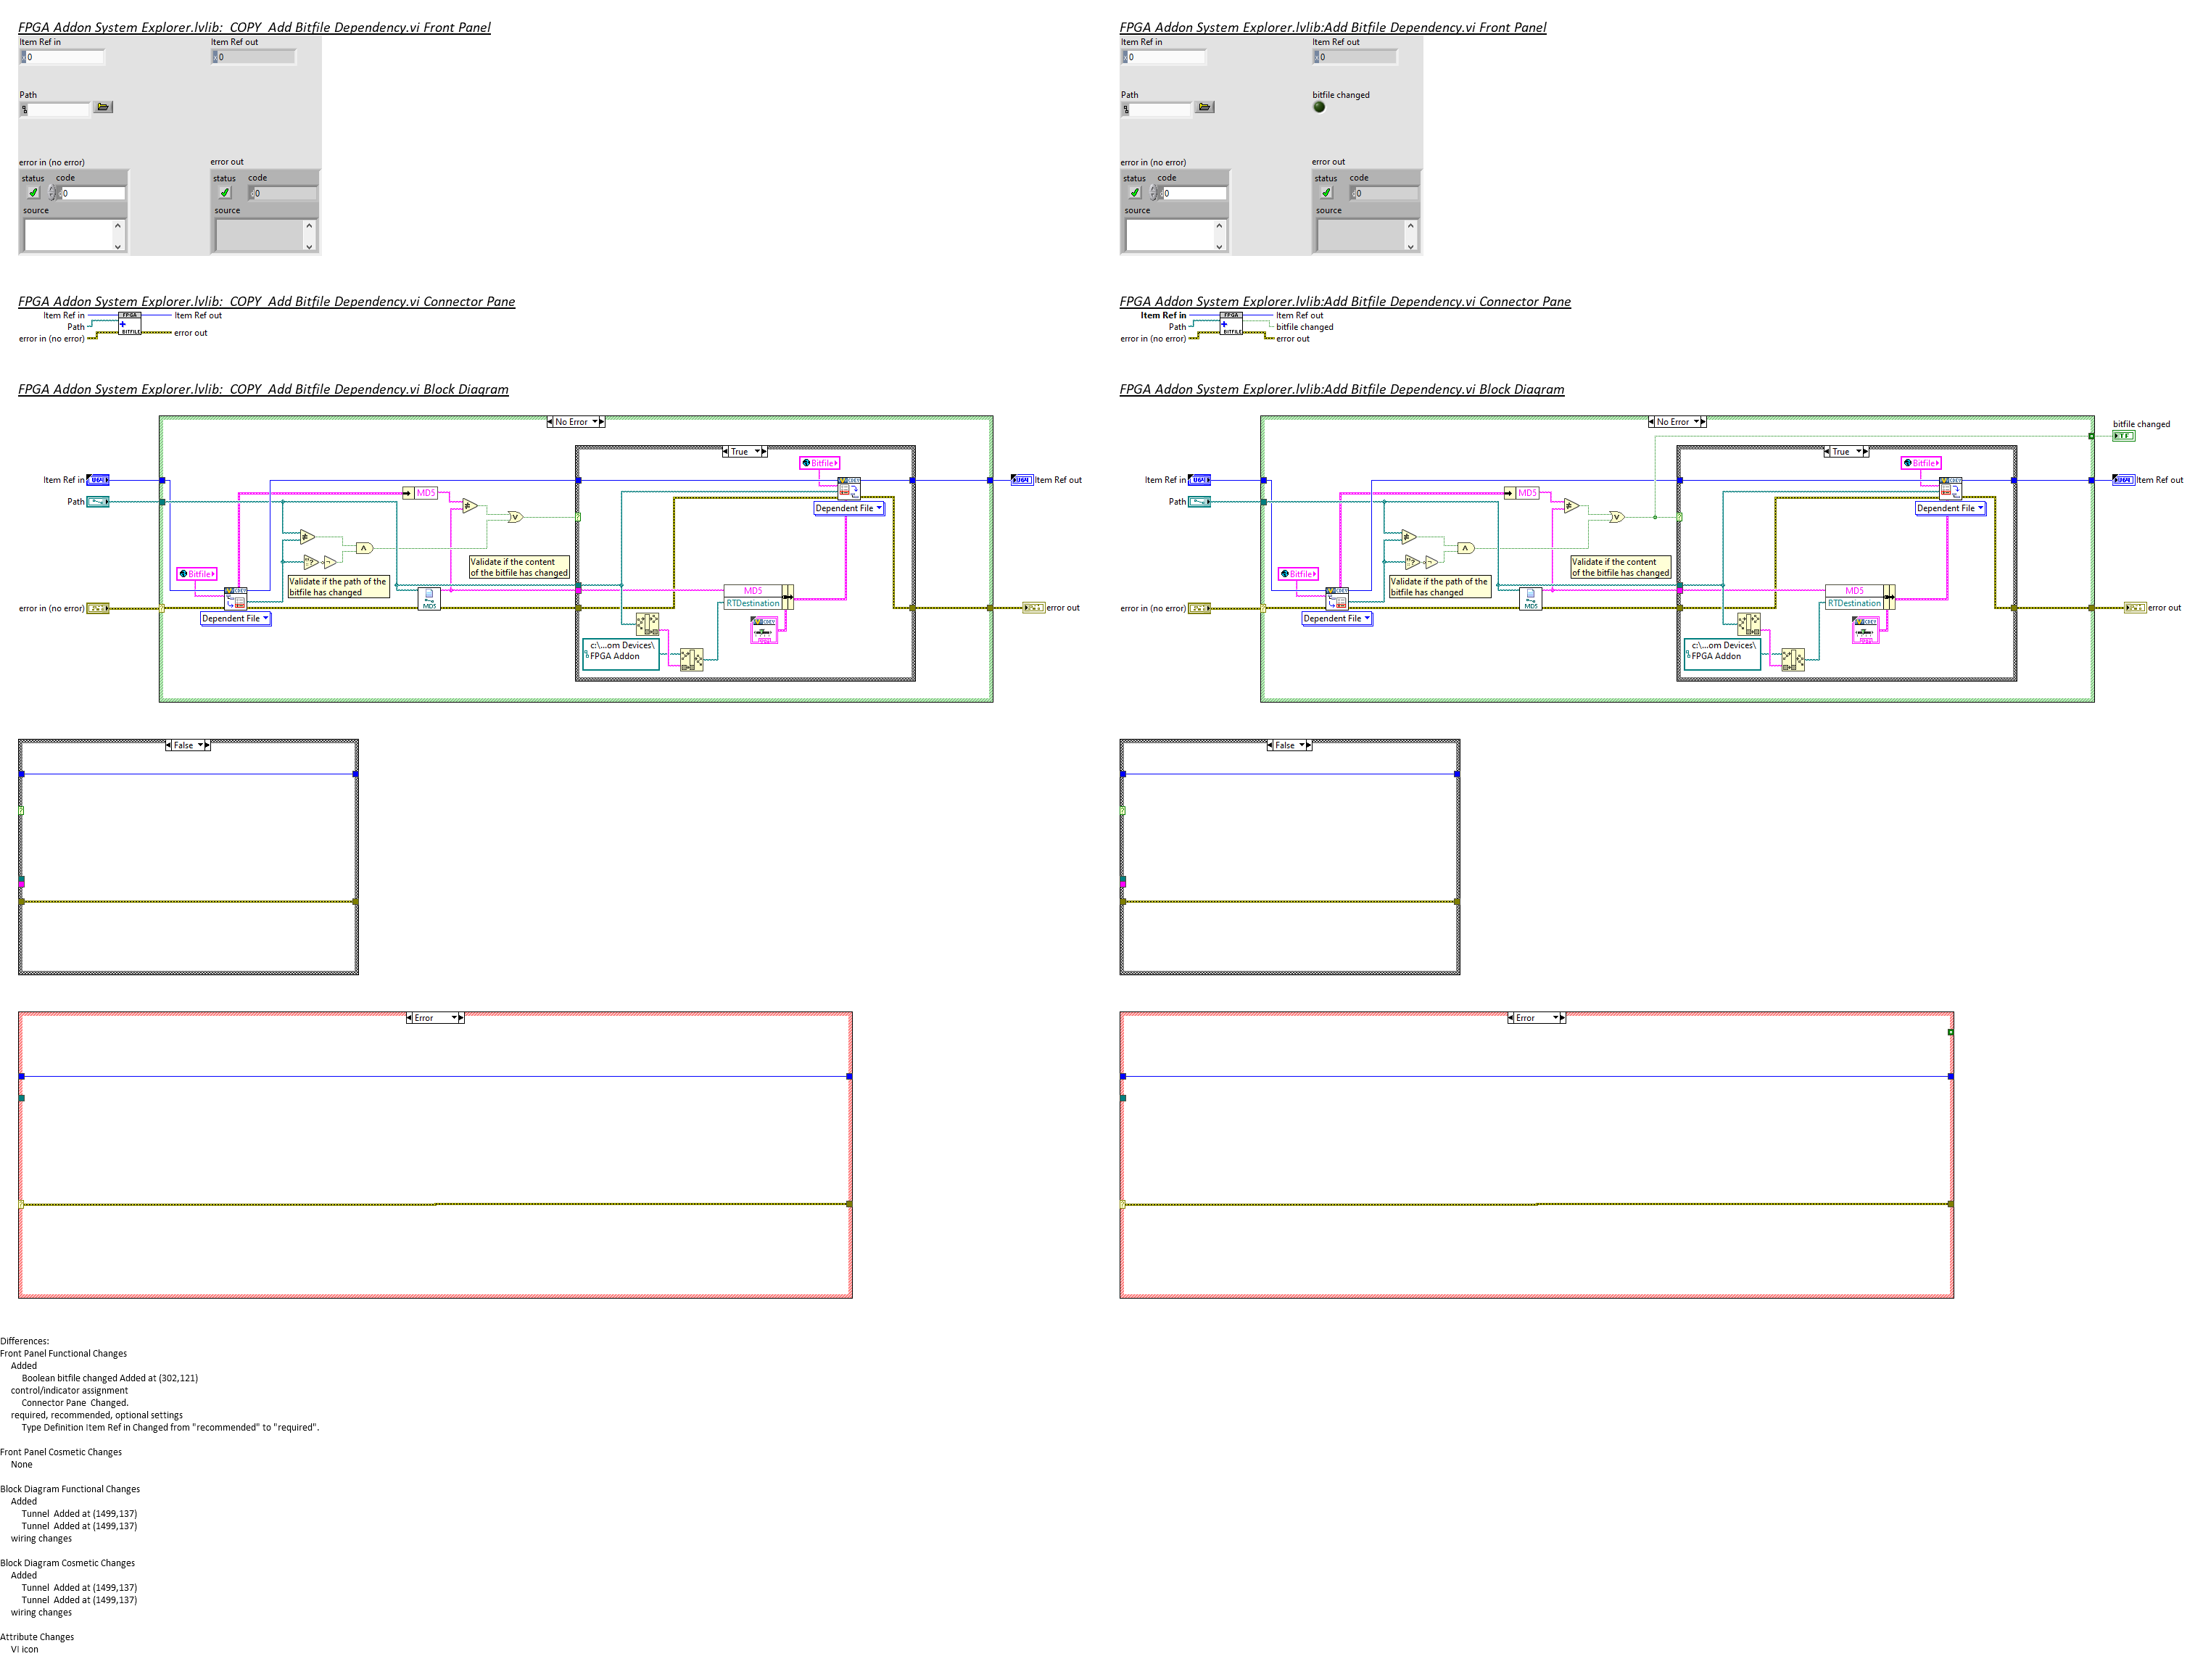 FPGA Addon System Explorer.lvlib:_COPY_Add Bitfile Dependency.vi Front Panel
Item Ref in
Item Ref out
0
0
Path
error in (no error)
error out
status
code
status
code
0
0
source
source
FPGA Addon System Explorer.lvlib:_COPY_Add Bitfile Dependency.vi Connector Pane
Item Ref in
FPGA
Item Ref out
Path
BITFILE
error out
error in (no error)
FPGA Addon System Explorer.lvlib:_COPY_Add Bitfile Dependency.vi Block Diagram
No Error
True
Bitfile
Item Ref in
Item Ref out
MD5
Path
Dependent File
Validate if the content
of the bitfile has changed
Bitfile
Validate if the path of the
bitfile has changed
MD5
MD5
RTDestination
error in (no error)
error out
Dependent File
c:\...om Devices\
FPGA Addon
False
Error
FPGA Addon System Explorer.lvlib:Add Bitfile Dependency.vi Front Panel
Item Ref in
Item Ref out
0
0
Path
bitfile changed
error in (no error)
error out
status
code
status
code
0
0
source
source
FPGA Addon System Explorer.lvlib:Add Bitfile Dependency.vi Connector Pane
Item Ref in
FPGA
Item Ref out
Path
bitfile changed
BITFILE
error in (no error)
error out
FPGA Addon System Explorer.lvlib:Add Bitfile Dependency.vi Block Diagram
No Error
bitfile changed
TF
True
Bitfile
Item Ref in
Item Ref out
MD5
Path
Dependent File
Validate if the content
of the bitfile has changed
Bitfile
Validate if the path of the
bitfile has changed
MD5
MD5
RTDestination
error in (no error)
error out
Dependent File
c:\...om Devices\
FPGA Addon
False
Error
Differences:
Front Panel Functional Changes
Added
Boolean bitfile changed Added at (302,121)
control/indicator assignment
Connector Pane  Changed.
required, recommended, optional settings
Type Definition Item Ref in Changed from "recommended" to "required".
Front Panel Cosmetic Changes
None
Block Diagram Functional Changes
Added
Tunnel  Added at (1499,137)
Tunnel  Added at (1499,137)
wiring changes
Block Diagram Cosmetic Changes
Added
Tunnel  Added at (1499,137)
Tunnel  Added at (1499,137)
wiring changes
Attribute Changes
VI icon